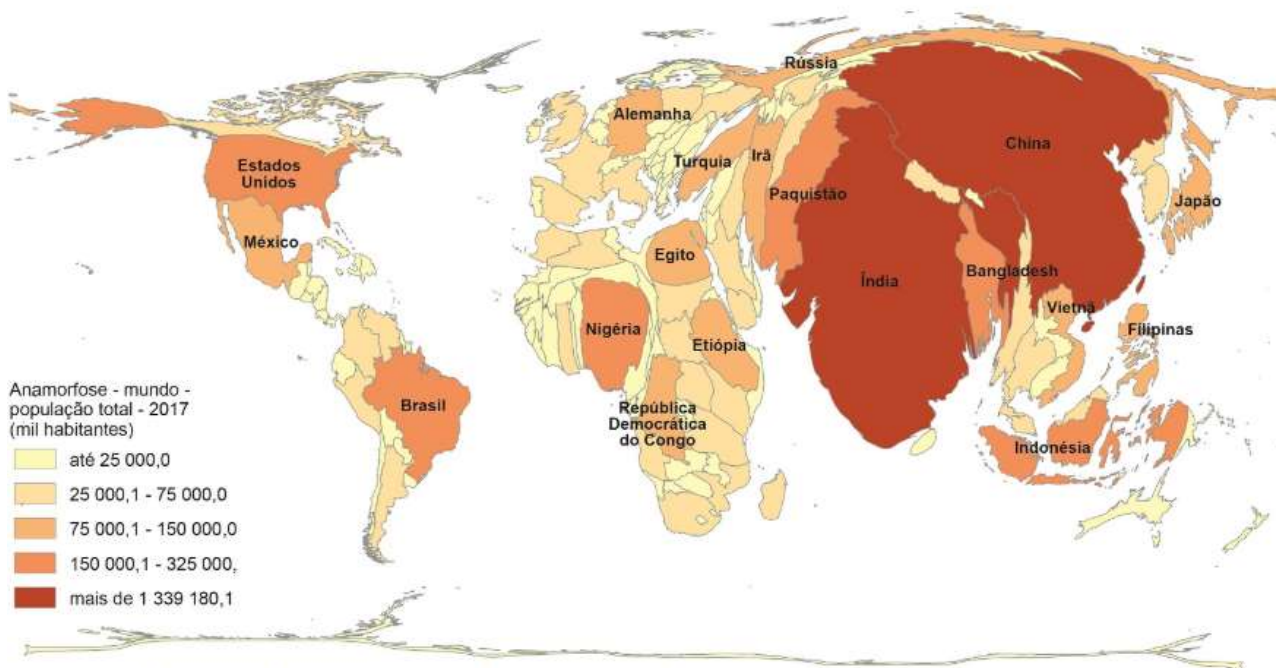 Rússia
Alemanha
China
Estados
Unidos
Turquia
Irã
Paquistão
Japão
México
Egito
Índia
Bangladesh
Nigéria
Vietnã
Filipinas
Etiópia
Brasil
República
Democrática
do Congo
Indonésia
Anamorfose - mundo -
população total - 2017
(mil habitantes)
até 25 000,0
25 000,1 - 75 000,0
75 000,1 - 150 000,0
150 000,1 - 325 000,
mais de 1 339 180,1